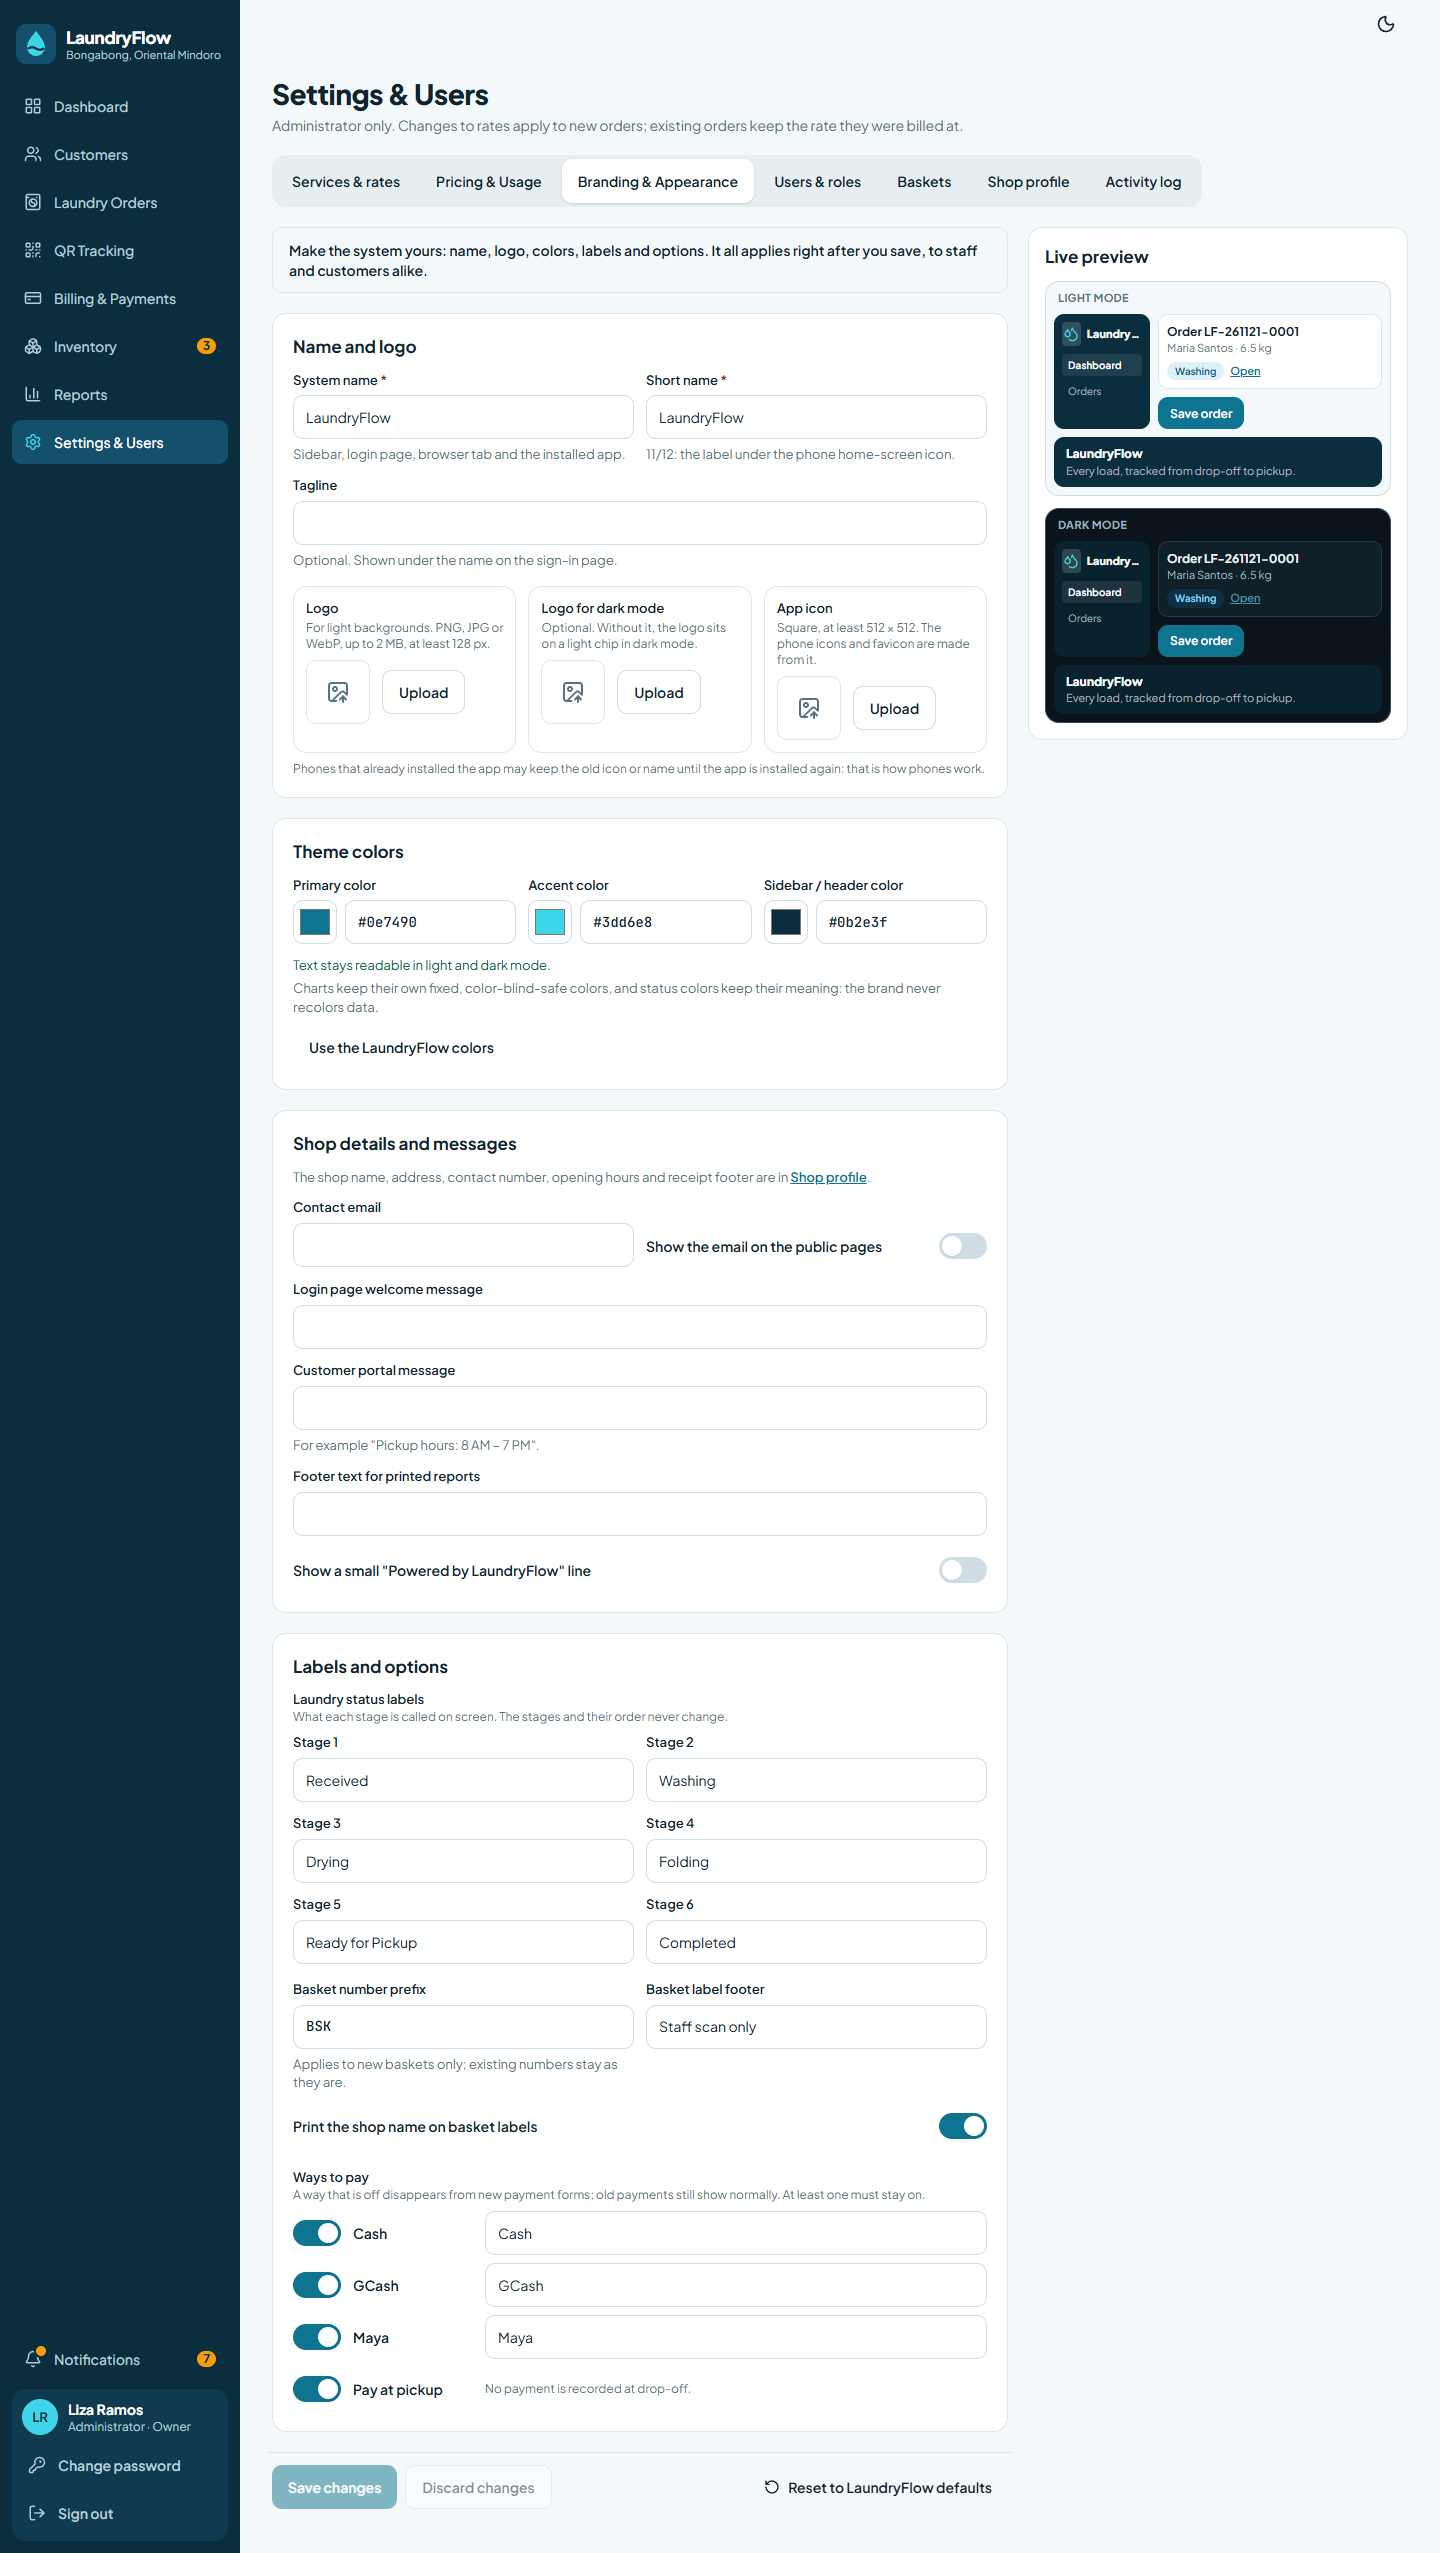 LaundryFlow
Bongabong, Oriental Mindoro
Dashboard
Customers
Laundry Orders
QR Tracking
Billing & Payments
Inventory 3
Reports
Settings & Users
Notifications 7
LR
Liza Ramos
Administrator · Owner
Change password
Sign out
Settings & Users
Administrator only. Changes to rates apply to new orders; existing orders keep the rate they were billed at.
Services & rates
Pricing & Usage
Branding & Appearance
Users & roles
Baskets
Shop profile
Activity log
Make the system yours: name, logo, colors, labels and options. It all applies right after you save, to staff
and customers alike.
Name and logo
System name *
Short name *
LaundryFlow
LaundryFlow
Sidebar, login page, browser tab and the installed app.
11/12: the label under the phone home-screen icon.
Tagline
Optional. Shown under the name on the sign-in page.
Logo
For light backgrounds. PNG, JPG or
WebP, up to 2 MB, at least 128 px.
Upload
Logo for dark mode
Optional. Without it, the logo sits
on a light chip in dark mode.
Upload
App icon
Square, at least 512 × 512. The
phone icons and favicon are made
from it.
Upload
Phones that already installed the app may keep the old icon or name until the app is installed again: that is how phones work.
Theme colors
Primary color
Accent color
Sidebar / header color
#0e7490
#3dd6e8
#0b2e3f
Text stays readable in light and dark mode.
Charts keep their own fixed, color-blind-safe colors, and status colors keep their meaning: the brand never
recolors data.
Use the LaundryFlow colors
Shop details and messages
The shop name, address, contact number, opening hours and receipt footer are in Shop profile.
Contact email
Show the email on the public pages
Login page welcome message
Customer portal message
For example "Pickup hours: 8 AM – 7 PM".
Footer text for printed reports
Show a small "Powered by LaundryFlow" line
Labels and options
Laundry status labels
What each stage is called on screen. The stages and their order never change.
Stage 1
Stage 2
Received
Washing
Stage 3
Stage 4
Drying
Folding
Stage 5
Stage 6
Ready for Pickup
Completed
Basket number prefix
Basket label footer
BSK
Staff scan only
Applies to new baskets only; existing numbers stay as
they are.
Print the shop name on basket labels
Ways to pay
A way that is off disappears from new payment forms; old payments still show normally. At least one must stay on.
Cash
Cash
GCash
GCash
Maya
Maya
Pay at pickup
No payment is recorded at drop-off.
Save changes
Discard changes
Reset to LaundryFlow defaults
Live preview
LIGHT MODE
Laundry...
Dashboard
Orders
Order LF-261121-0001
Maria Santos · 6.5 kg
Washing
Open
Save order
LaundryFlow
Every load, tracked from drop-off to pickup.
DARK MODE
Laundry...
Dashboard
Orders
Order LF-261121-0001
Maria Santos · 6.5 kg
Washing
Open
Save order
LaundryFlow
Every load, tracked from drop-off to pickup.